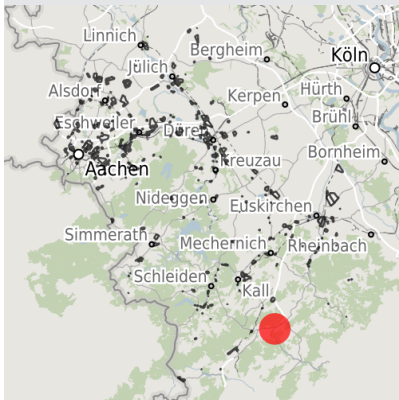 Linnich
Bergheim
Köln
Jülich
Alsdorf
Kerpen
Hürth
Eschweiler
Düren
Brühl
Aachen
Kreuzau
Bornheim
Nideggen
Euskirchen
Simmerath
Mechernich
Rheinbach
Schleiden
Kall